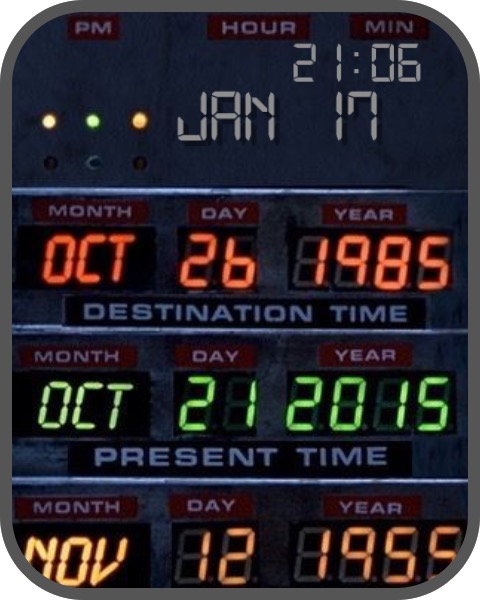 PM HOUR MIN
21:06
JAN 17
MONTH DAY YEAR
OCT 26 1985
DESTINATION TIME
MONTH DAY YEAR
OCT 21 2015
PRESENT TIME
MONTH DAY YEAR
NOV 12 1955